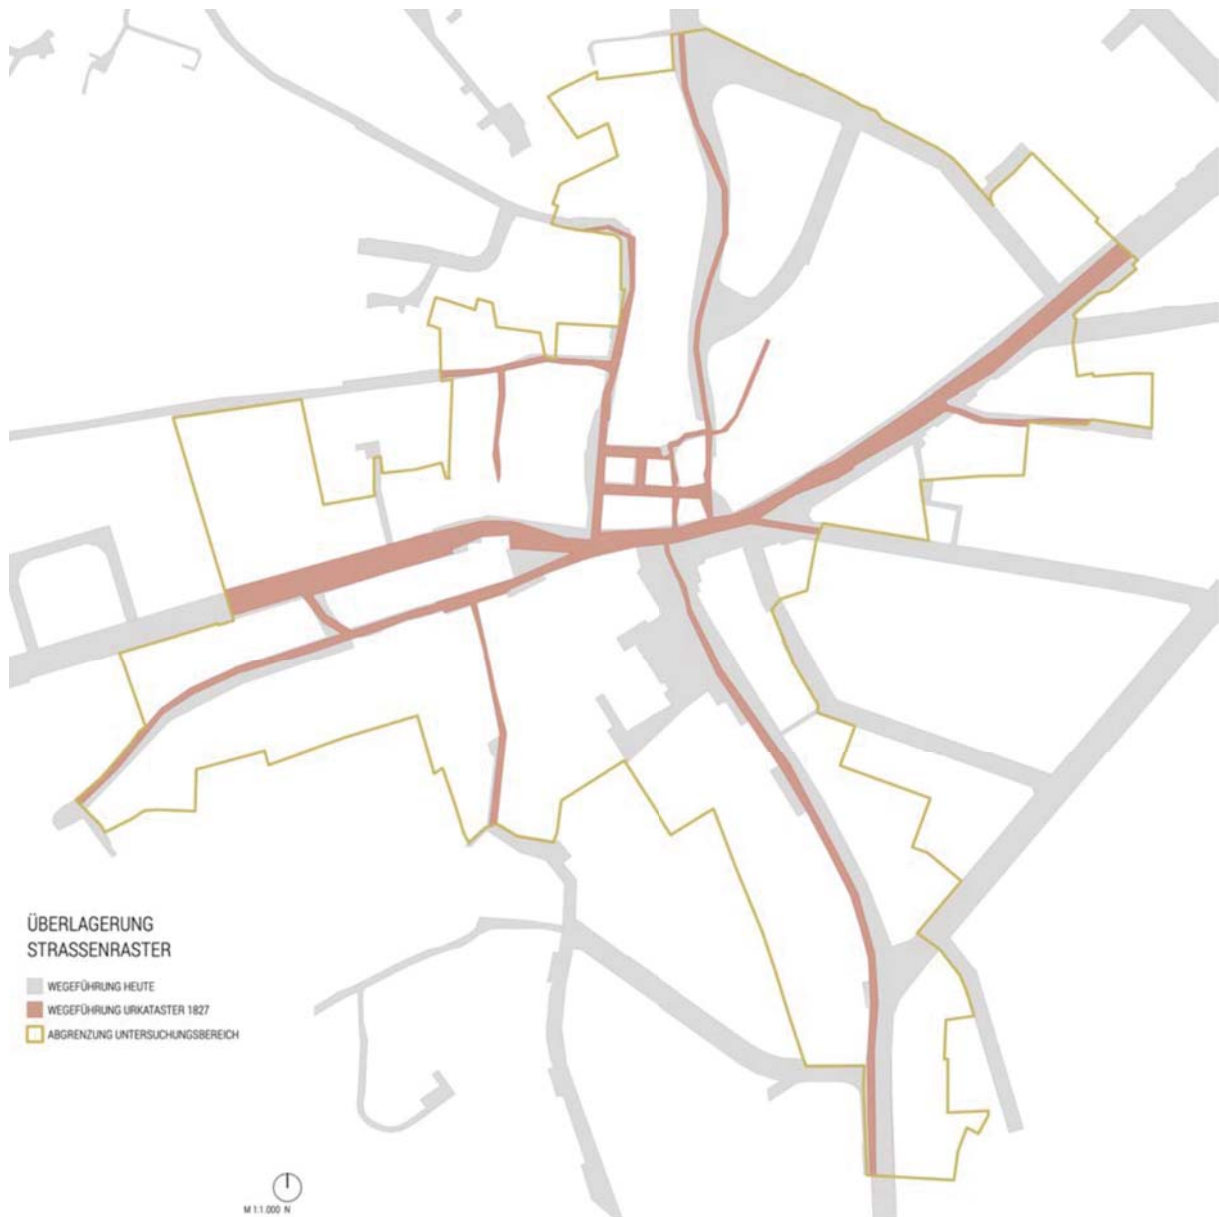 ÜBERLAGERUNG
STRASSENRASTER
WEGEFÜHRUNG HEUTE
WEGEFÜHRUNG URKATASTER 1827
ABGRENZUNG UNTERSUCHUNGSBEREICH
M 1:1.000 N